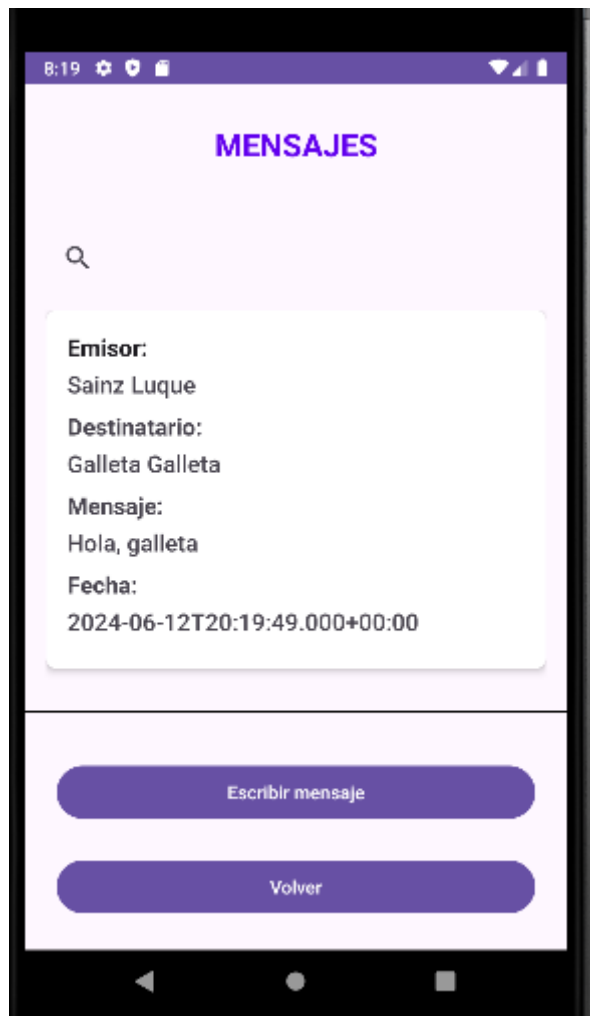 8:19
MENSAJES
Emisor:
Sainz Luque
Destinatario:
Galleta Galleta
Mensaje:
Hola, galleta
Fecha:
2024-06-12T20:19:49.000+00:00
Escribir mensaje
Volver